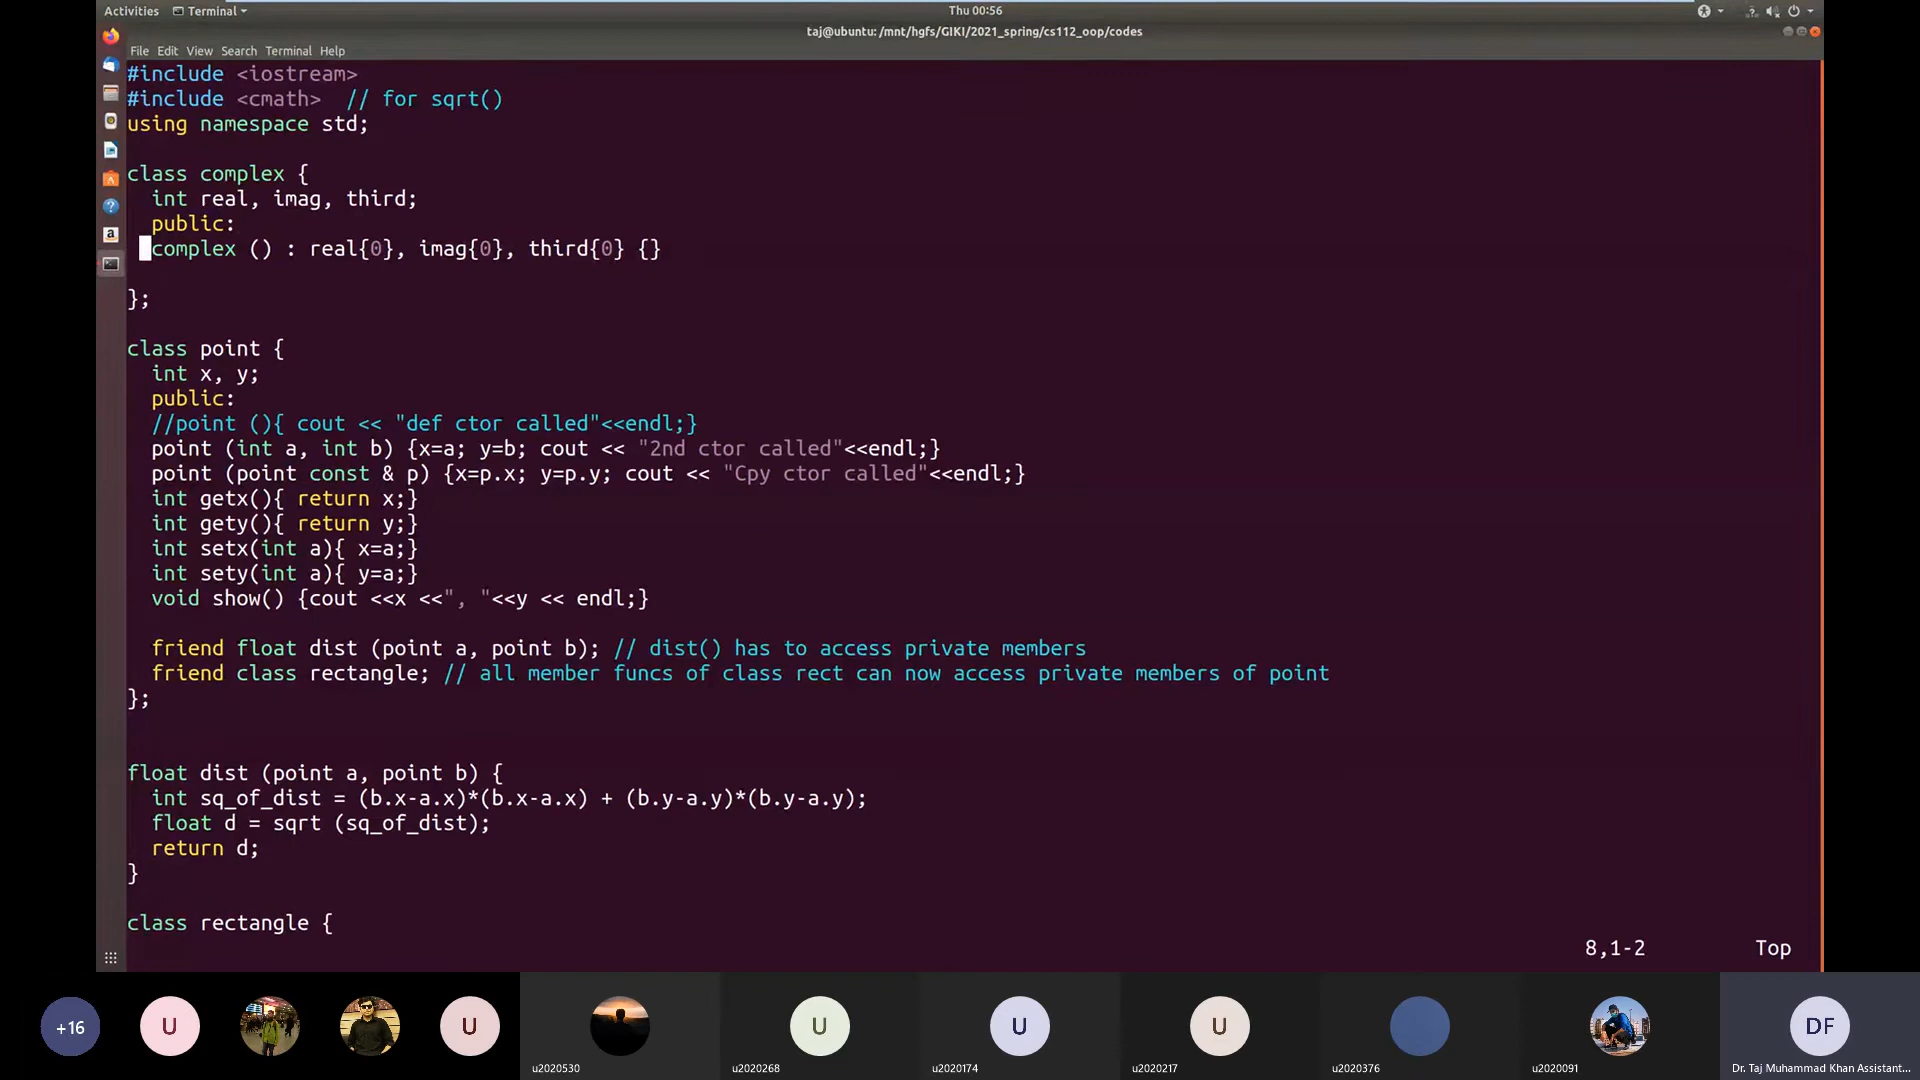 Activities Terminal Thu 00:56
taj@ubuntu: /mnt/hgfs/GIKI/2021_spring/cs112_oop/codes
File Edit View Search Terminal Help
#include <iostream>
#include <cmath>  // for sqrt()
using namespace std;
class complex {
  int real, imag, third;
  public:
  complex () : real{0}, imag{0}, third{0} {}
};
class point {
  int x, y;
  public:
  //point (){ cout << "def ctor called"<<endl;}
  point (int a, int b) {x=a; y=b; cout << "2nd ctor called"<<endl;}
  point (point const & p) {x=p.x; y=p.y; cout << "Cpy ctor called"<<endl;}
  int getx(){ return x;}
  int gety(){ return y;}
  int setx(int a){ x=a;}
  int sety(int a){ y=a;}
  void show() {cout <<x <<", "<<y << endl;}
  friend float dist (point a, point b); // dist() has to access private members
  friend class rectangle; // all member funcs of class rect can now access private members of point
};
float dist (point a, point b) {
  int sq_of_dist = (b.x-a.x)*(b.x-a.x) + (b.y-a.y)*(b.y-a.y);
  float d = sqrt (sq_of_dist);
  return d;
}
class rectangle {
8,1-2 Top
+16 U U U U U DF
u2020530 u2020268 u2020174 u2020217 u2020376 u2020091 Dr. Taj Muhammad Khan Assistant...